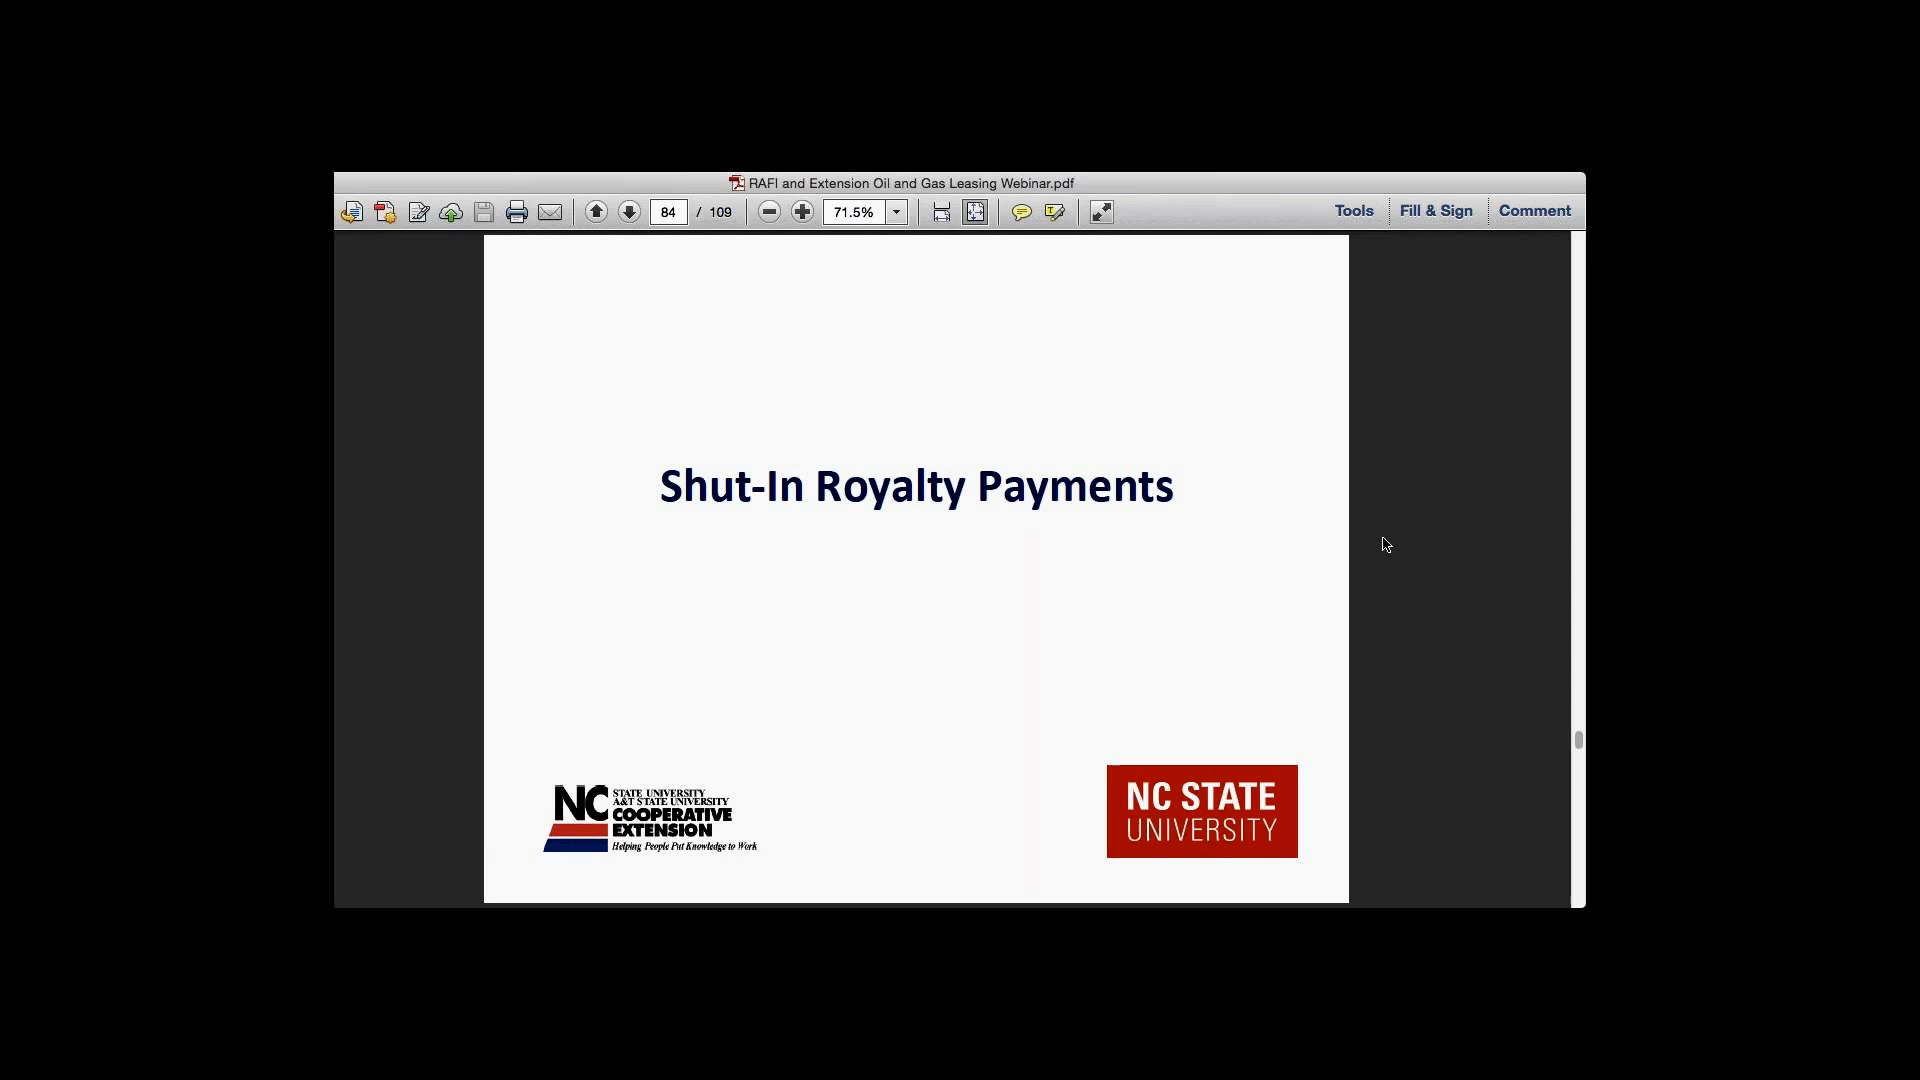 RAFI and Extension Oil and Gas Leasing Webinar.pdf
84 / 109
71.5%
Tools
Fill & Sign
Comment
Shut-In Royalty Payments
NC
STATE UNIVERSITY
A&T STATE UNIVERSITY
COOPERATIVE
EXTENSION
Helping People Put Knowledge to Work
NC STATE
UNIVERSITY